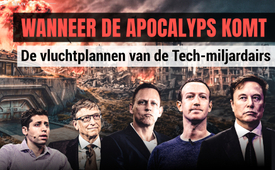 WANNEER DE APOCALYPS KOMT
De vluchtplannen van de Tech-miljardairs